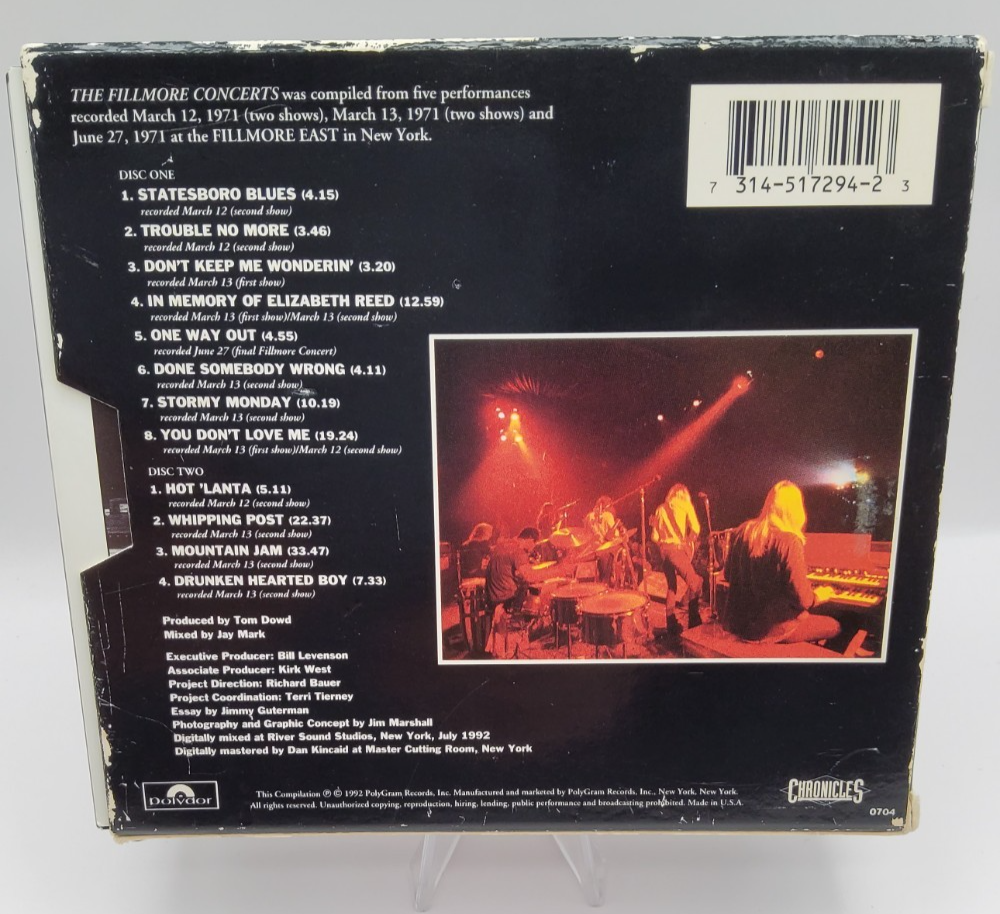 THE FILLMORE CONCERTS was compiled from five performances
recorded March 12, 1971 (two shows), March 13, 1971 (two shows) and
June 27, 1971 at the FILLMORE EAST in New York.
7 314-517294-2 3
DISC ONE
1. STATESBORO BLUES (4.15)
recorded March 12 (second show)
2. TROUBLE NO MORE (3.46)
recorded March 12 (second show)
3. DON'T KEEP ME WONDERIN' (3.20)
recorded March 13 (first show)
4. IN MEMORY OF ELIZABETH REED (12.59)
recorded March 13 (first show)/March 13 (second show)
5. ONE WAY OUT (4.55)
recorded June 27 (final Fillmore Concert)
6. DONE SOMEBODY WRONG (4.11)
recorded March 13 (second show)
7. STORMY MONDAY (10.19)
recorded March 13 (second show)
8. YOU DON'T LOVE ME (19.24)
recorded March 13 (first show)/March 12 (second show)
DISC TWO
1. HOT 'LANTA (5.11)
recorded March 12 (second show)
2. WHIPPING POST (22.37)
recorded March 13 (second show)
3. MOUNTAIN JAM (33.47)
recorded March 13 (second show)
4. DRUNKEN HEARTED BOY (7.33)
recorded March 13 (second show)
Produced by Tom Dowd
Mixed by Jay Mark
Executive Producer: Bill Levenson
Associate Producer: Kirk West
Project Direction: Richard Bauer
Project Coordination: Terri Tierney
Essay by Jimmy Guterman
Photography and Graphic Concept by Jim Marshall
Digitally mixed at River Sound Studios, New York, July 1992
Digitally mastered by Dan Kincaid at Master Cutting Room, New York
polydor
This Compilation ℗ © 1992 PolyGram Records, Inc. Manufactured and marketed by PolyGram Records, Inc., New York, New York.
All rights reserved. Unauthorized copying, reproduction, hiring, lending, public performance and broadcasting prohibited. Made in U.S.A.
CHRONICLES
0704